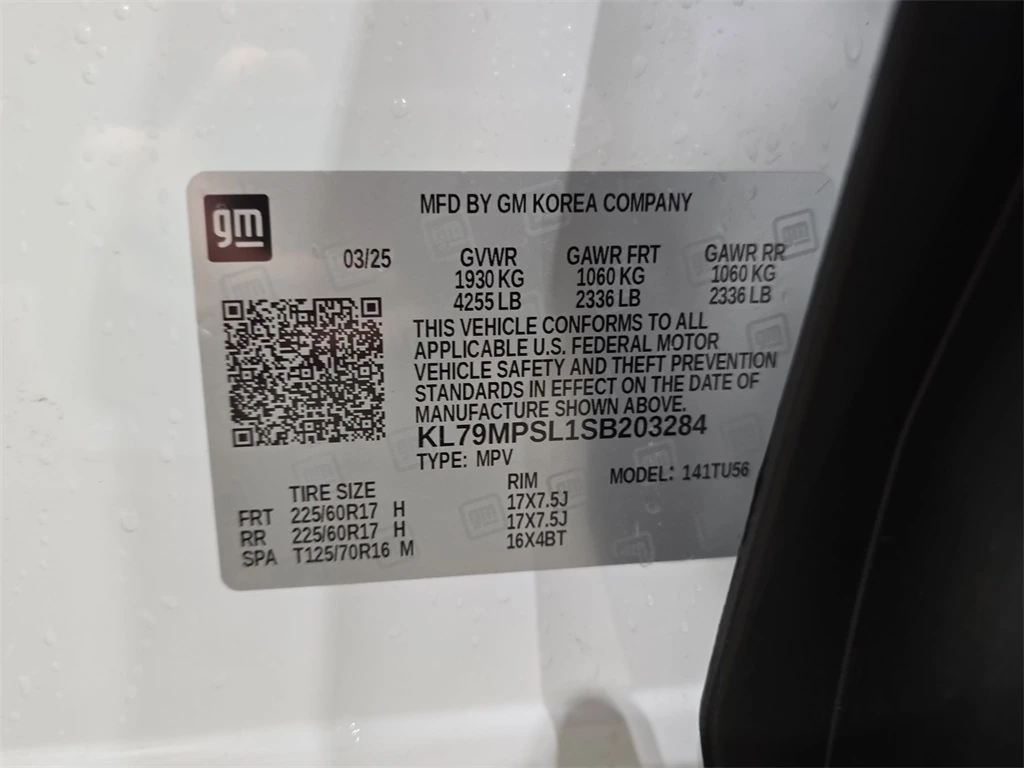 gm
MFD BY GM KOREA COMPANY
03/25 GVWR GAWR FRT GAWR RR
1930 KG 1060 KG 1060 KG
4255 LB 2336 LB 2336 LB
THIS VEHICLE CONFORMS TO ALL
APPLICABLE U.S. FEDERAL MOTOR
VEHICLE SAFETY AND THEFT PREVENTION
STANDARDS IN EFFECT ON THE DATE OF
MANUFACTURE SHOWN ABOVE.
KL79MPSL1SB203284
TYPE: MPV MODEL: 141TU56
TIRE SIZE RIM
FRT 225/60R17 H 17X7.5J
RR 225/60R17 H 17X7.5J
SPA T125/70R16 M 16X4BT